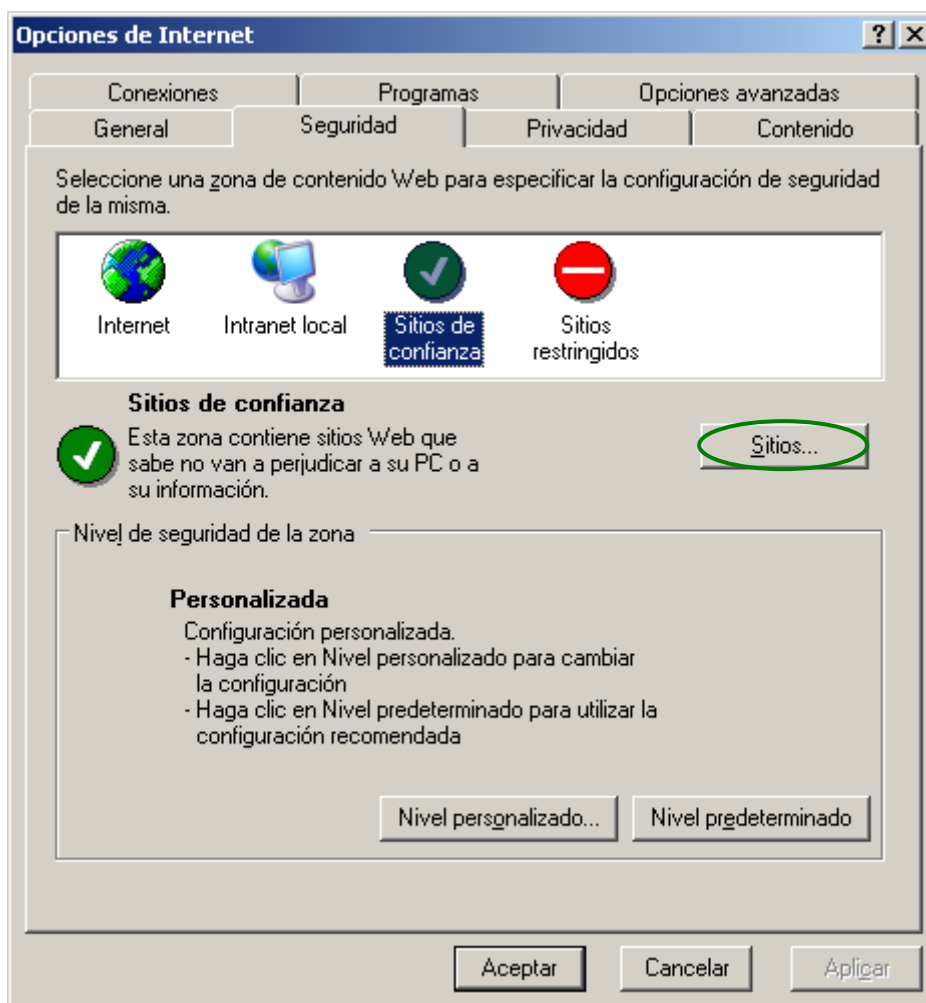 Opciones de Internet
Conexiones Programas Opciones avanzadas
General Seguridad Privacidad Contenido
Seleccione una zona de contenido Web para especificar la configuración de seguridad
de la misma.
Internet Intranet local Sitios de confianza Sitios restringidos
Sitios de confianza
Esta zona contiene sitios Web que
sabe no van a perjudicar a su PC o a
su información.
Sitios...
Nivel de seguridad de la zona
Personalizada
Configuración personalizada.
- Haga clic en Nivel personalizado para cambiar
la configuración
- Haga clic en Nivel predeterminado para utilizar la
configuración recomendada
Nivel personalizado... Nivel predeterminado
Aceptar Cancelar Aplicar